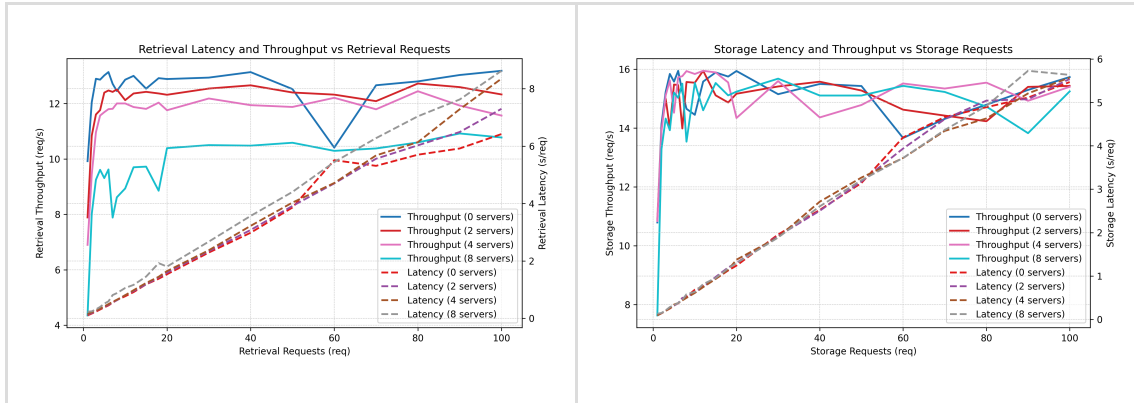 Retrieval Latency and Throughput vs Retrieval Requests
Retrieval Throughput (req/s)
12
10
8
6
4
0
20
40
60
80
100
Retrieval Requests (req)
8
6
4
2
0
Retrieval Latency (s/req)
Throughput (0 servers)
Throughput (2 servers)
Throughput (4 servers)
Throughput (8 servers)
Latency (0 servers)
Latency (2 servers)
Latency (4 servers)
Latency (8 servers)
Storage Latency and Throughput vs Storage Requests
Storage Throughput (req/s)
16
14
12
10
8
0
20
40
60
80
100
Storage Requests (req)
6
5
4
3
2
1
0
Storage Latency (s/req)
Throughput (0 servers)
Throughput (2 servers)
Throughput (4 servers)
Throughput (8 servers)
Latency (0 servers)
Latency (2 servers)
Latency (4 servers)
Latency (8 servers)